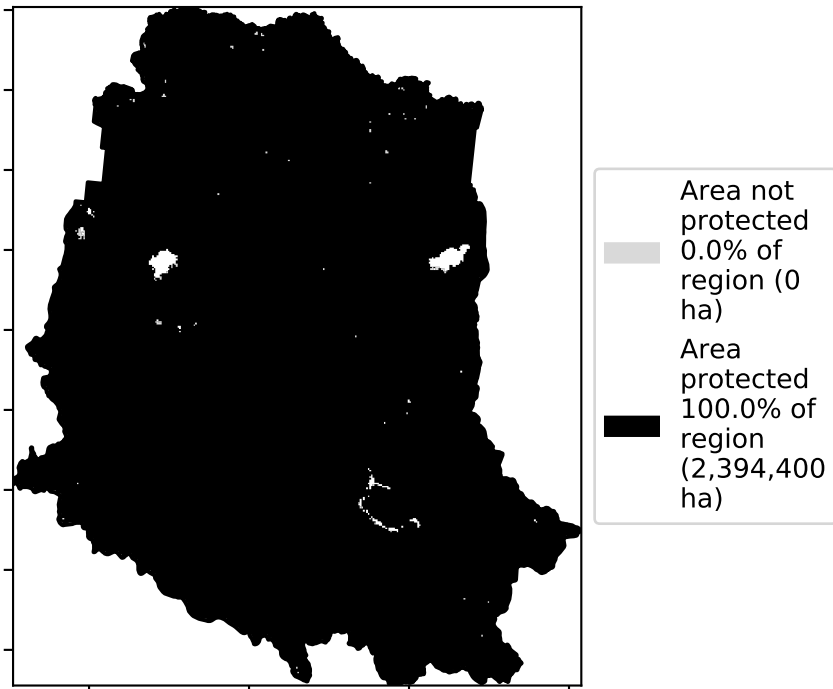 Area not
protected
0.0% of
region (0
ha)
Area
protected
100.0% of
region
(2,394,400
ha)